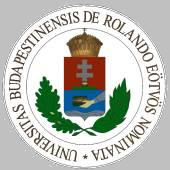 UNIVERSITAS BUDAPESTINENSIS DE ROLANDO EÖTVÖS NOMINATA *